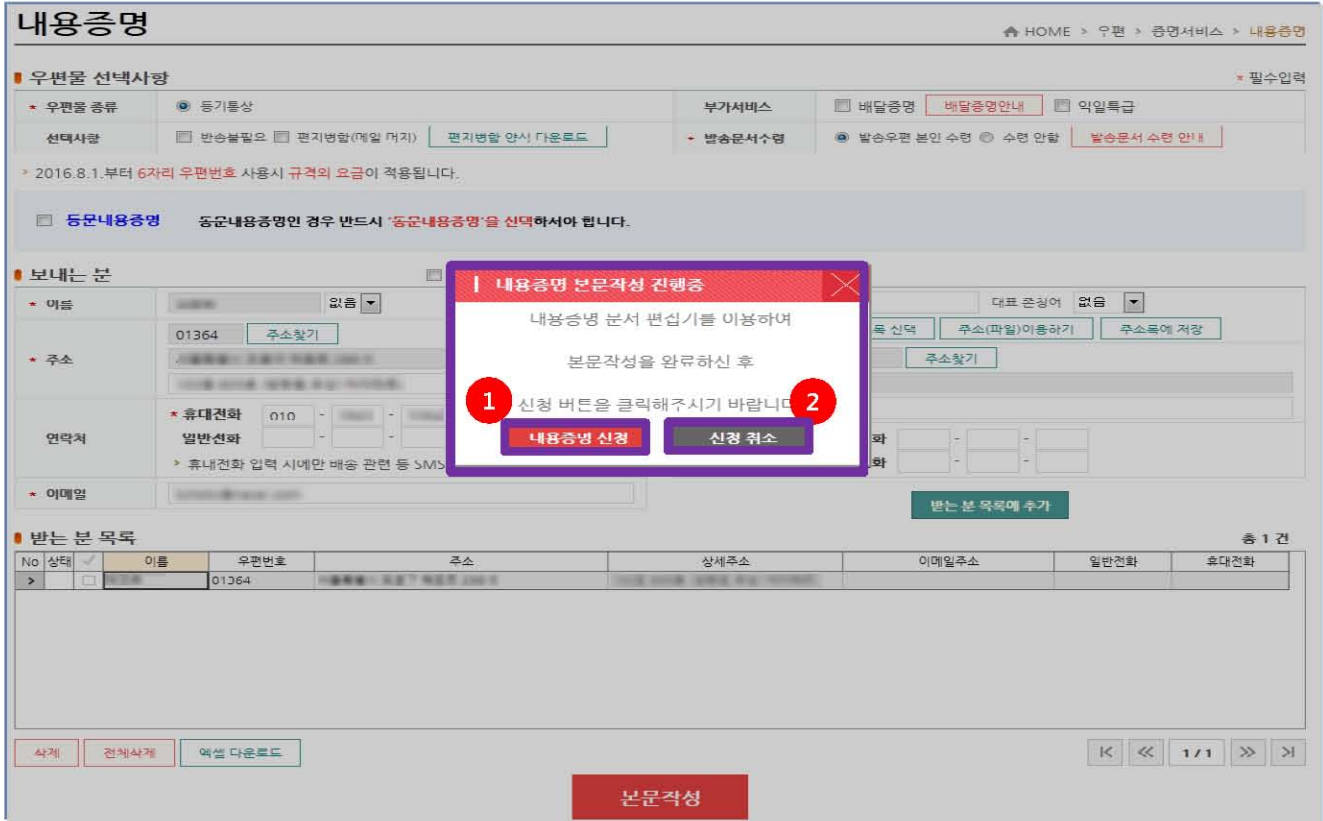 내용증명
HOME > 우편 > 증명서비스 > 내용증명
우편물 선택사항
* 필수입력
* 우편물 종류 등기통상 부가서비스 배달증명 배달증명안내 익일특급
선택사항 반송불필요 편지병합(메일 머지) 편지병합 양식 다운로드 * 발송문서수령 발송우편 본인 수령 수령 안함 발송문서 수령 안내
> 2016.8.1.부터 6자리 우편번호 사용시 규격외 요금이 적용됩니다.
동문내용증명 동문내용증명인 경우 반드시 '동문내용증명'을 선택하셔야 합니다.
보내는 분
* 이름 없음 대표 존칭어 없음
01364 주소찾기 록 선택 주소(파일)이용하기 주소록에 저장
* 주소 주소찾기
연락처 * 휴대전화 010 - -
일반전화 - - 화 - -
> 휴대전화 입력 시에만 배송 관련 등 SMS 화 - -
* 이메일
받는 분 목록에 추가
내용증명 본문작성 진행중
내용증명 문서 편집기를 이용하여
본문작성을 완료하신 후
신청 버튼을 클릭해주시기 바랍니다
1 2
내용증명 신청 신청 취소
받는 분 목록
총 1 건
No 상태 이름 우편번호 주소 상세주소 이메일주소 일반전화 휴대전화
> 01364
삭제 전체삭제 엑셀 다운로드 1 / 1
본문작성